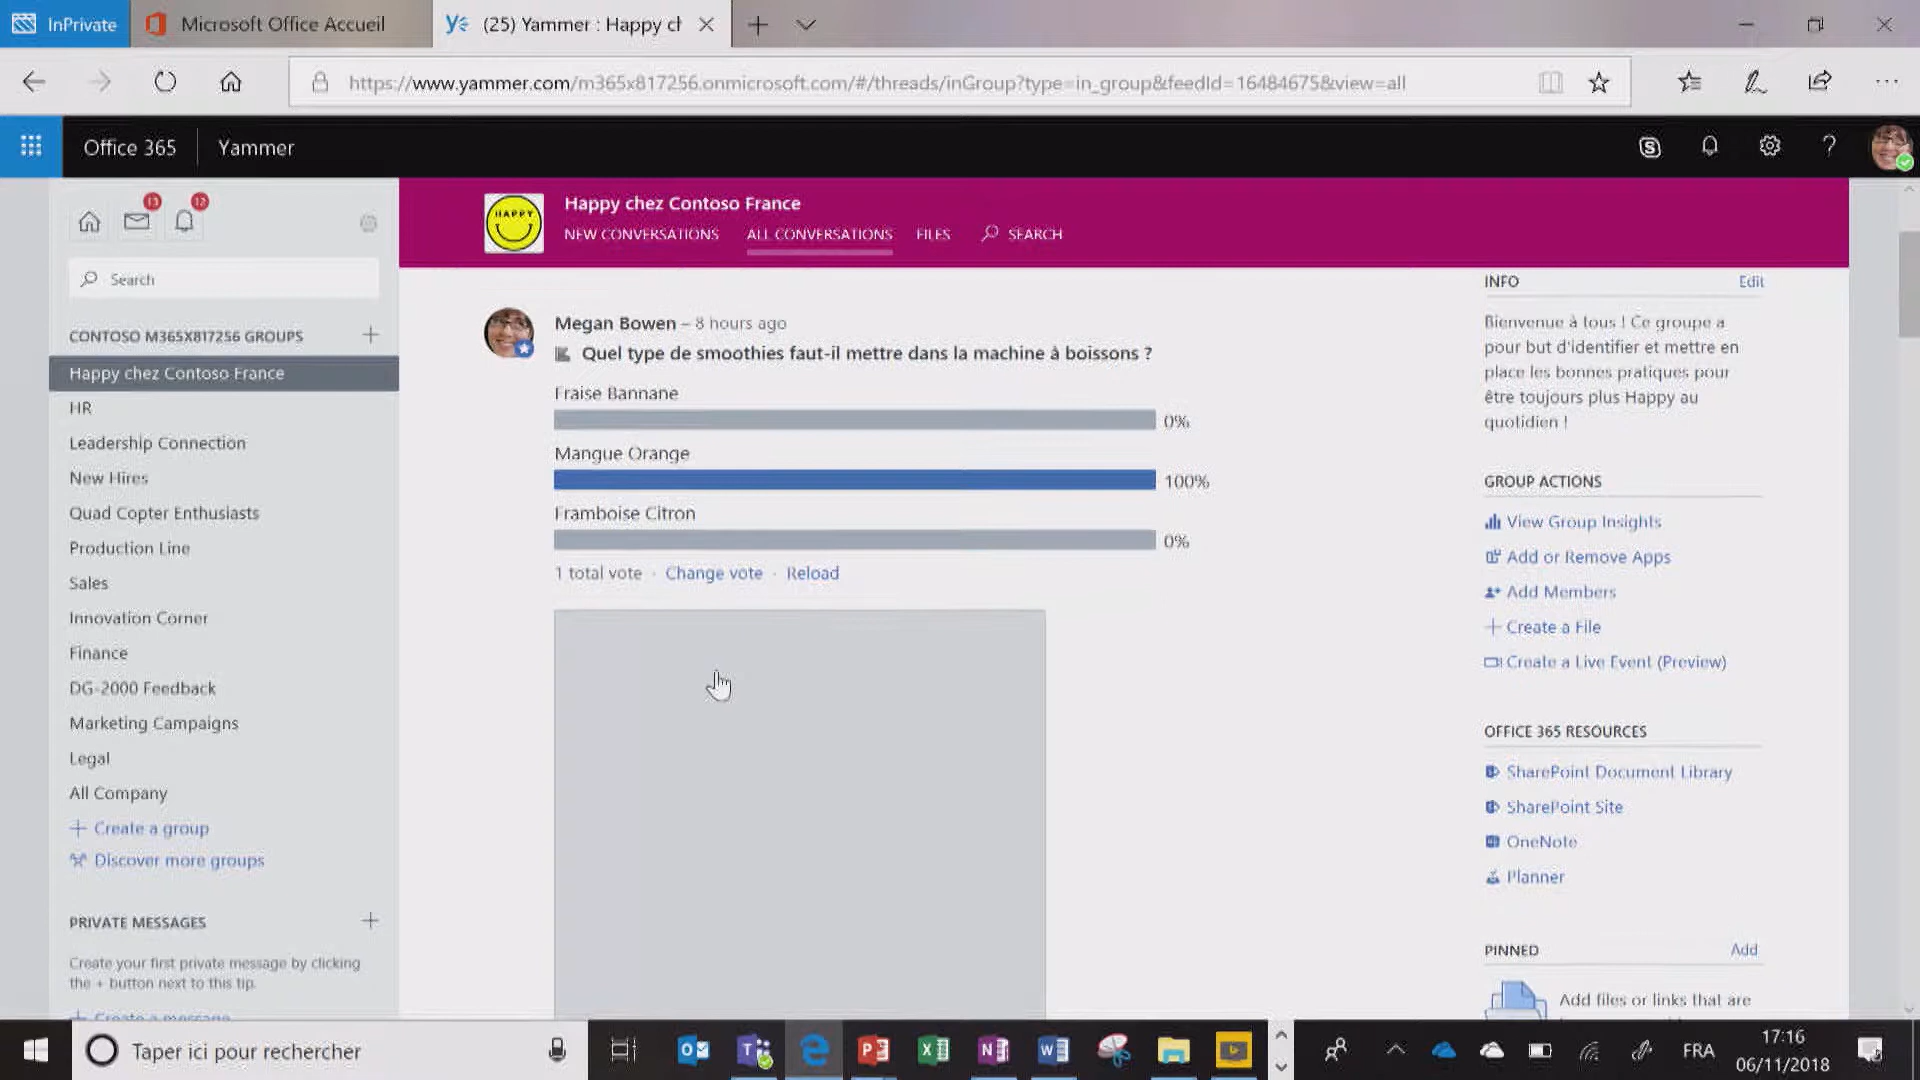 InPrivate
Microsoft Office Accueil
(25) Yammer : Happy ch
https://www.yammer.com/m365x817256.onmicrosoft.com/#/threads/inGroup?type=in_group&feedId=16484675&view=all
Office 365
Yammer
13
12
Search
CONTOSO M365X817256 GROUPS
Happy chez Contoso France
HR
Leadership Connection
New Hires
Quad Copter Enthusiasts
Production Line
Sales
Innovation Corner
Finance
DG-2000 Feedback
Marketing Campaigns
Legal
All Company
Create a group
Discover more groups
PRIVATE MESSAGES
Create your first private message by clicking
the + button next to this tip.
Create a message
HAPPY
Happy chez Contoso France
NEW CONVERSATIONS
ALL CONVERSATIONS
FILES
SEARCH
Megan Bowen – 8 hours ago
Quel type de smoothies faut-il mettre dans la machine à boissons ?
Fraise Bannane
0%
Mangue Orange
100%
Framboise Citron
0%
1 total vote · Change vote · Reload
INFO
Edit
Bienvenue à tous ! Ce groupe a
pour but d'identifier et mettre en
place les bonnes pratiques pour
être toujours plus Happy au
quotidien !
GROUP ACTIONS
View Group Insights
Add or Remove Apps
Add Members
Create a File
Create a Live Event (Preview)
OFFICE 365 RESOURCES
SharePoint Document Library
SharePoint Site
OneNote
Planner
PINNED
Add
Add files or links that are
Taper ici pour rechercher
FRA
17:16
06/11/2018